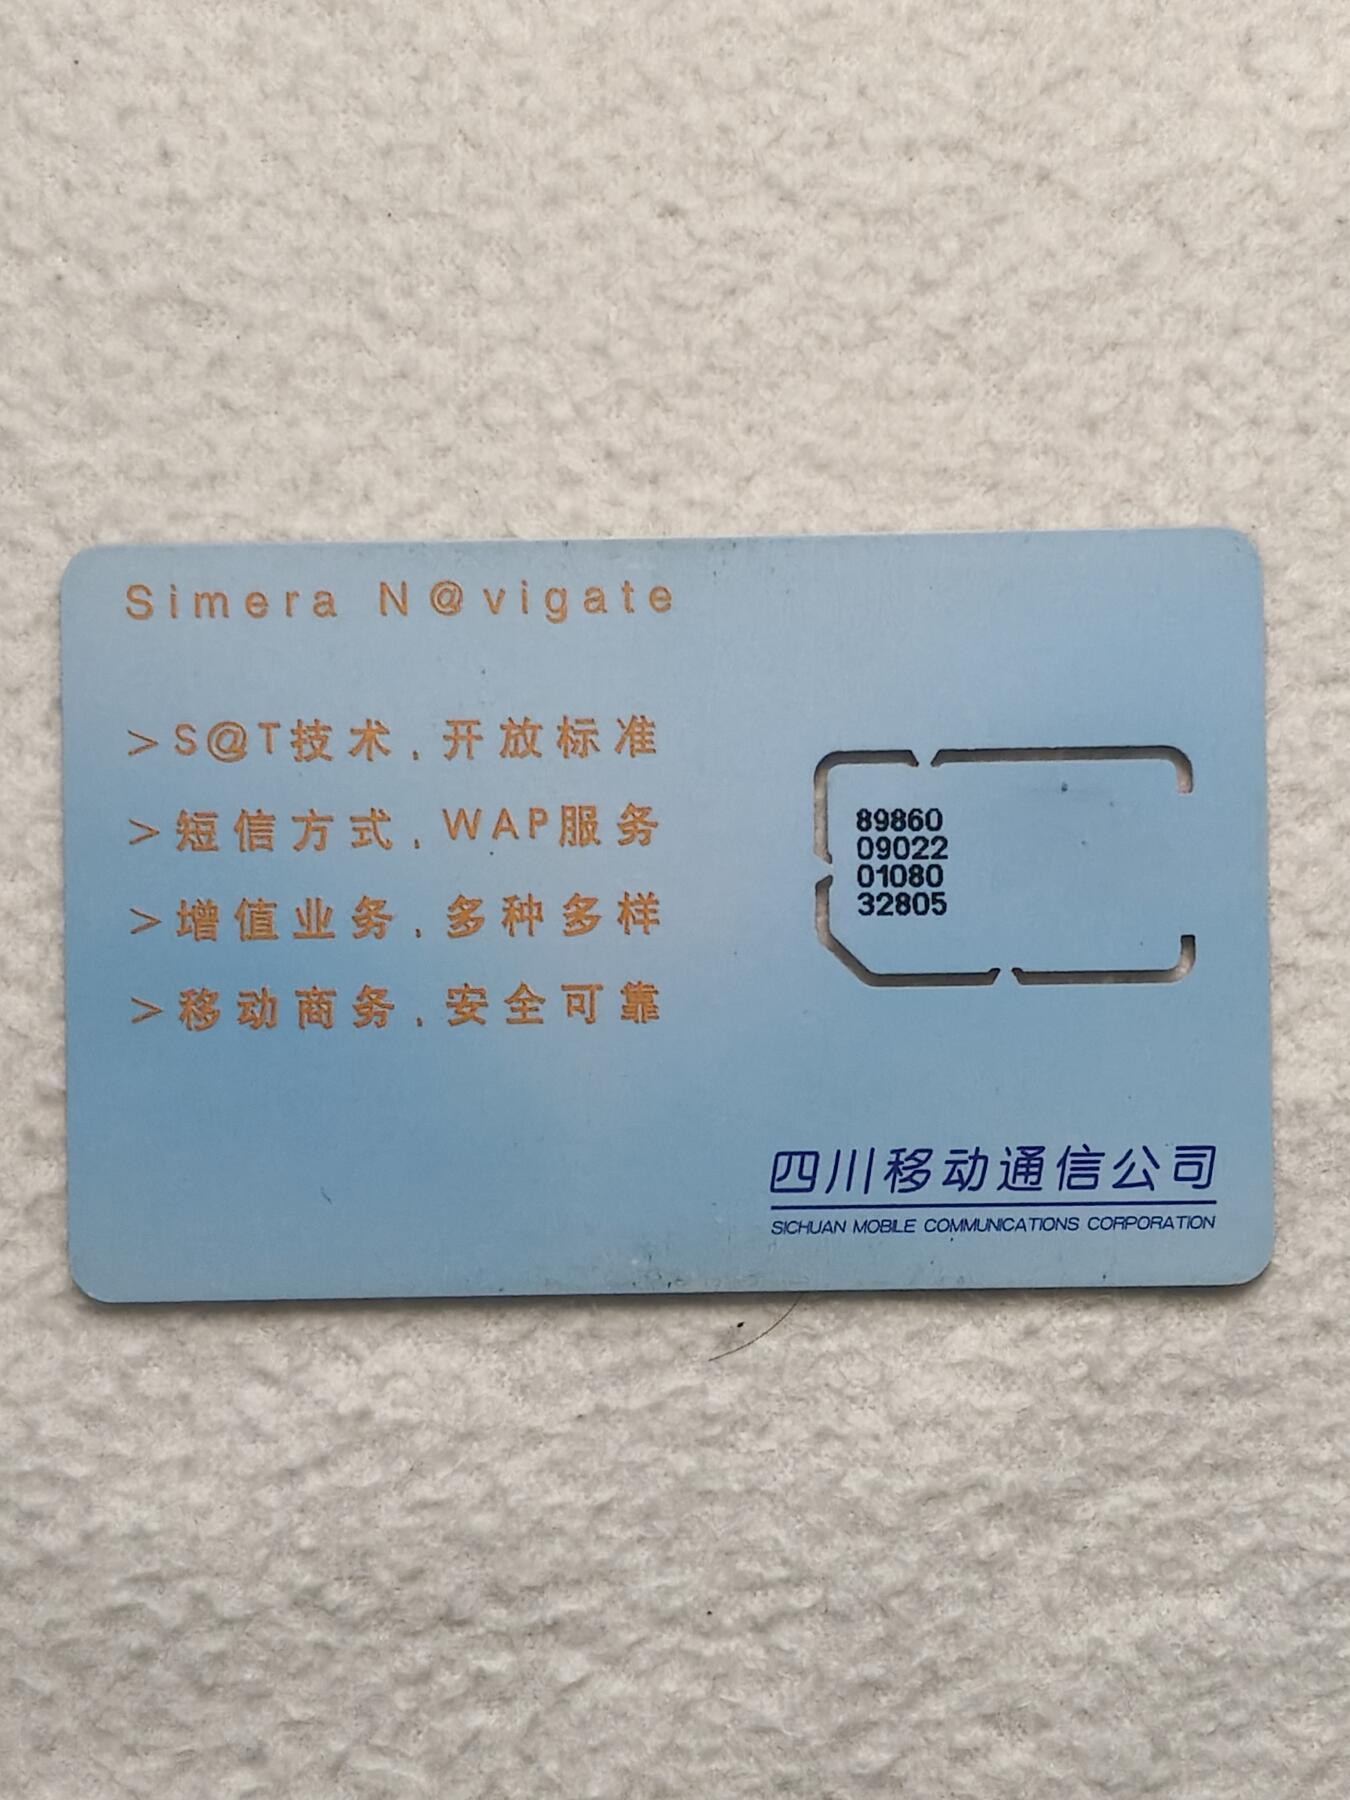 Simera N@vigate
>S@T技术,开放标准
>短信方式,WAP服务
>增值业务,多种多样
>移动商务,安全可靠
89860
09022
01080
32805
四川移动通信公司
SICHUAN MOBILE COMMUNICATIONS CORPORATION